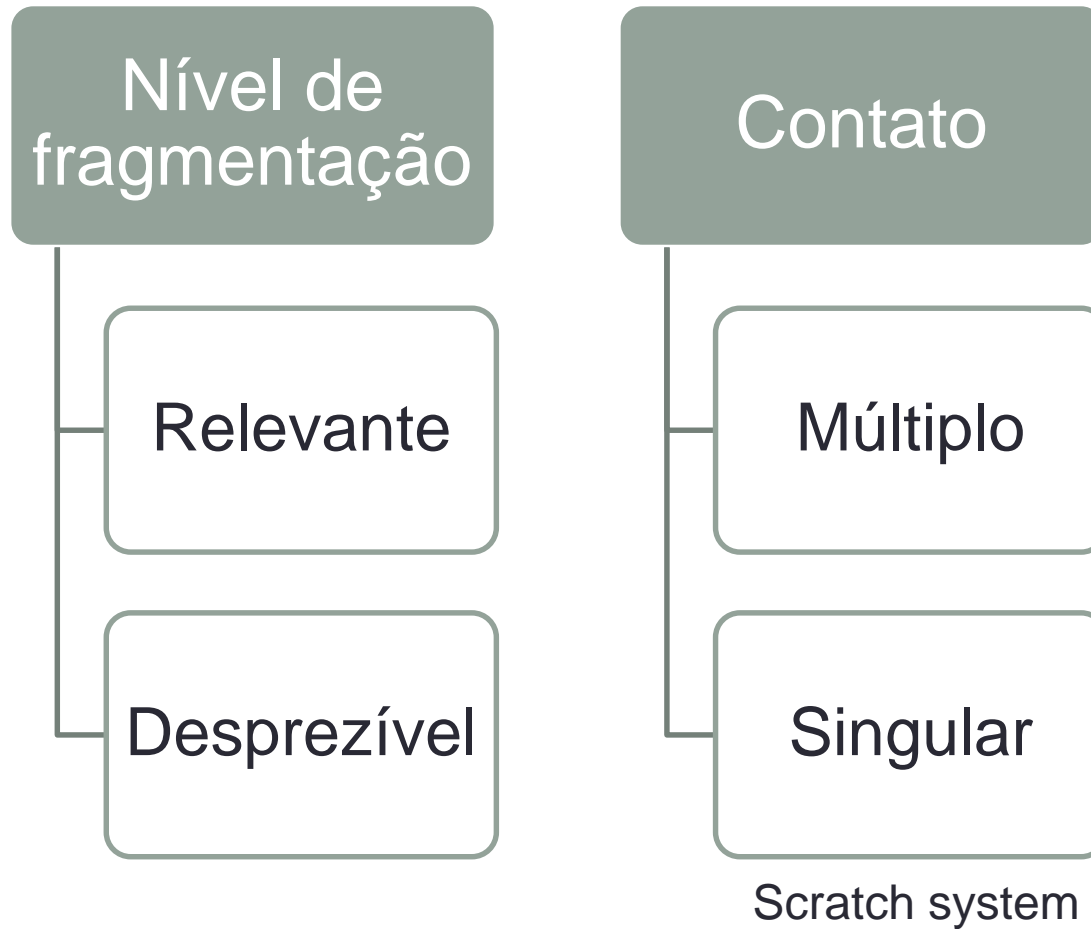 Nível de
fragmentação
Relevante
Desprezível
Contato
Múltiplo
Singular
Scratch system